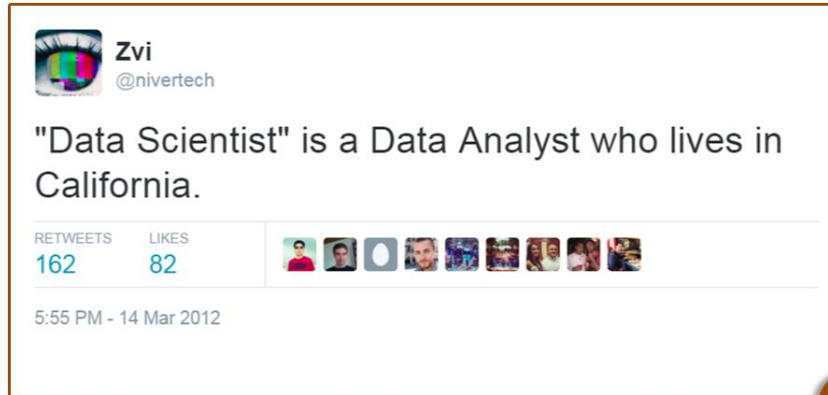 Zvi
@nivertech
"Data Scientist" is a Data Analyst who lives in
California.
RETWEETS LIKES
162 82
5:55 PM - 14 Mar 2012